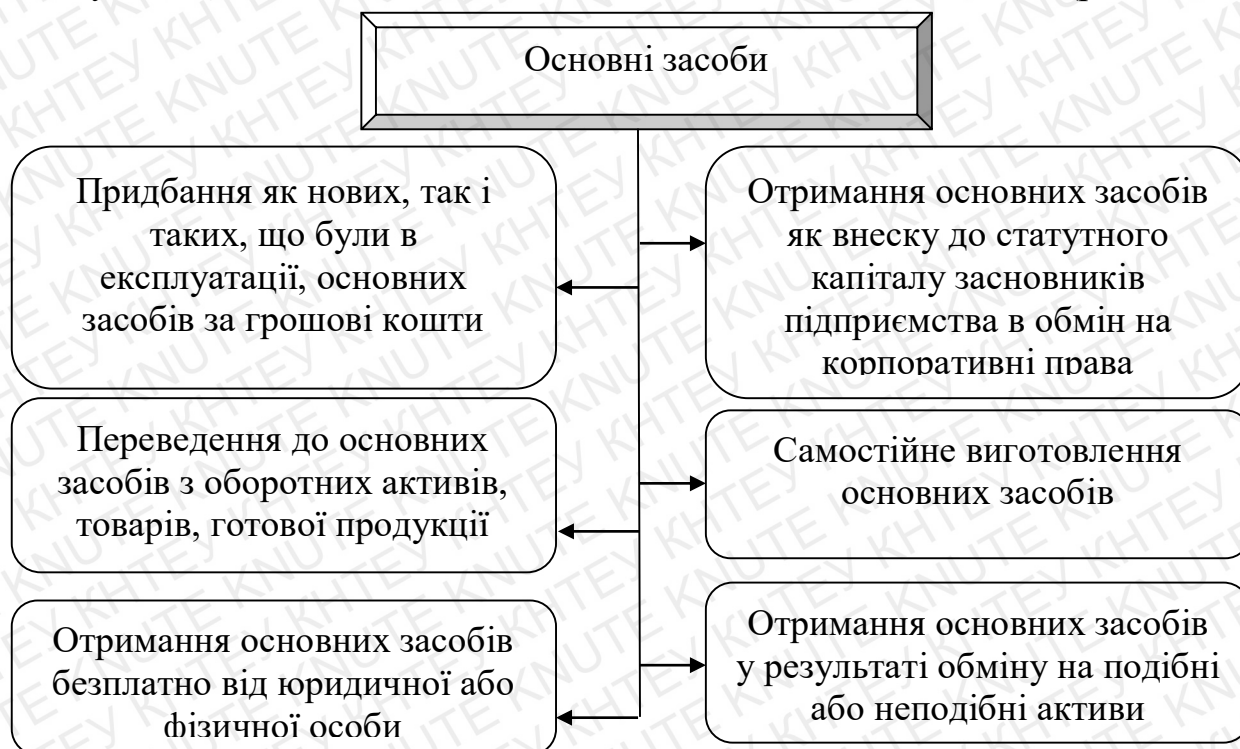 Основні засоби
Придбання як нових, так і
таких, що були в
експлуатації, основних
засобів за грошові кошти
Отримання основних засобів
як внеску до статутного
капіталу засновників
підприємства в обмін на
корпоративні права
Переведення до основних
засобів з оборотних активів,
товарів, готової продукції
Самостійне виготовлення
основних засобів
Отримання основних засобів
безплатно від юридичної або
фізичної особи
Отримання основних засобів
у результаті обміну на подібні
або неподібні активи